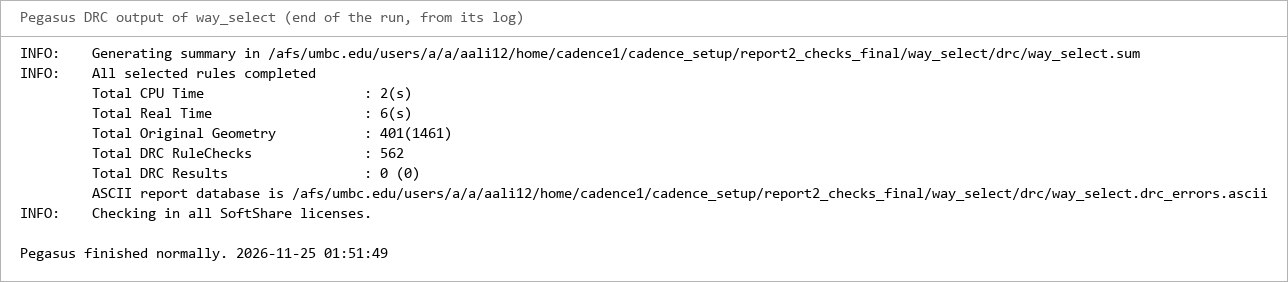 Pegasus DRC output of way_select (end of the run, from its log)
INFO:    Generating summary in /afs/umbc.edu/users/a/a/aali12/home/cadence1/cadence_setup/report2_checks_final/way_select/drc/way_select.sum
INFO:    All selected rules completed
         Total CPU Time                    : 2(s)
         Total Real Time                   : 6(s)
         Total Original Geometry           : 401(1461)
         Total DRC RuleChecks              : 562
         Total DRC Results                 : 0 (0)
         ASCII report database is /afs/umbc.edu/users/a/a/aali12/home/cadence1/cadence_setup/report2_checks_final/way_select/drc/way_select.drc_errors.ascii
INFO:    Checking in all SoftShare licenses.
Pegasus finished normally. 2026-11-25 01:51:49